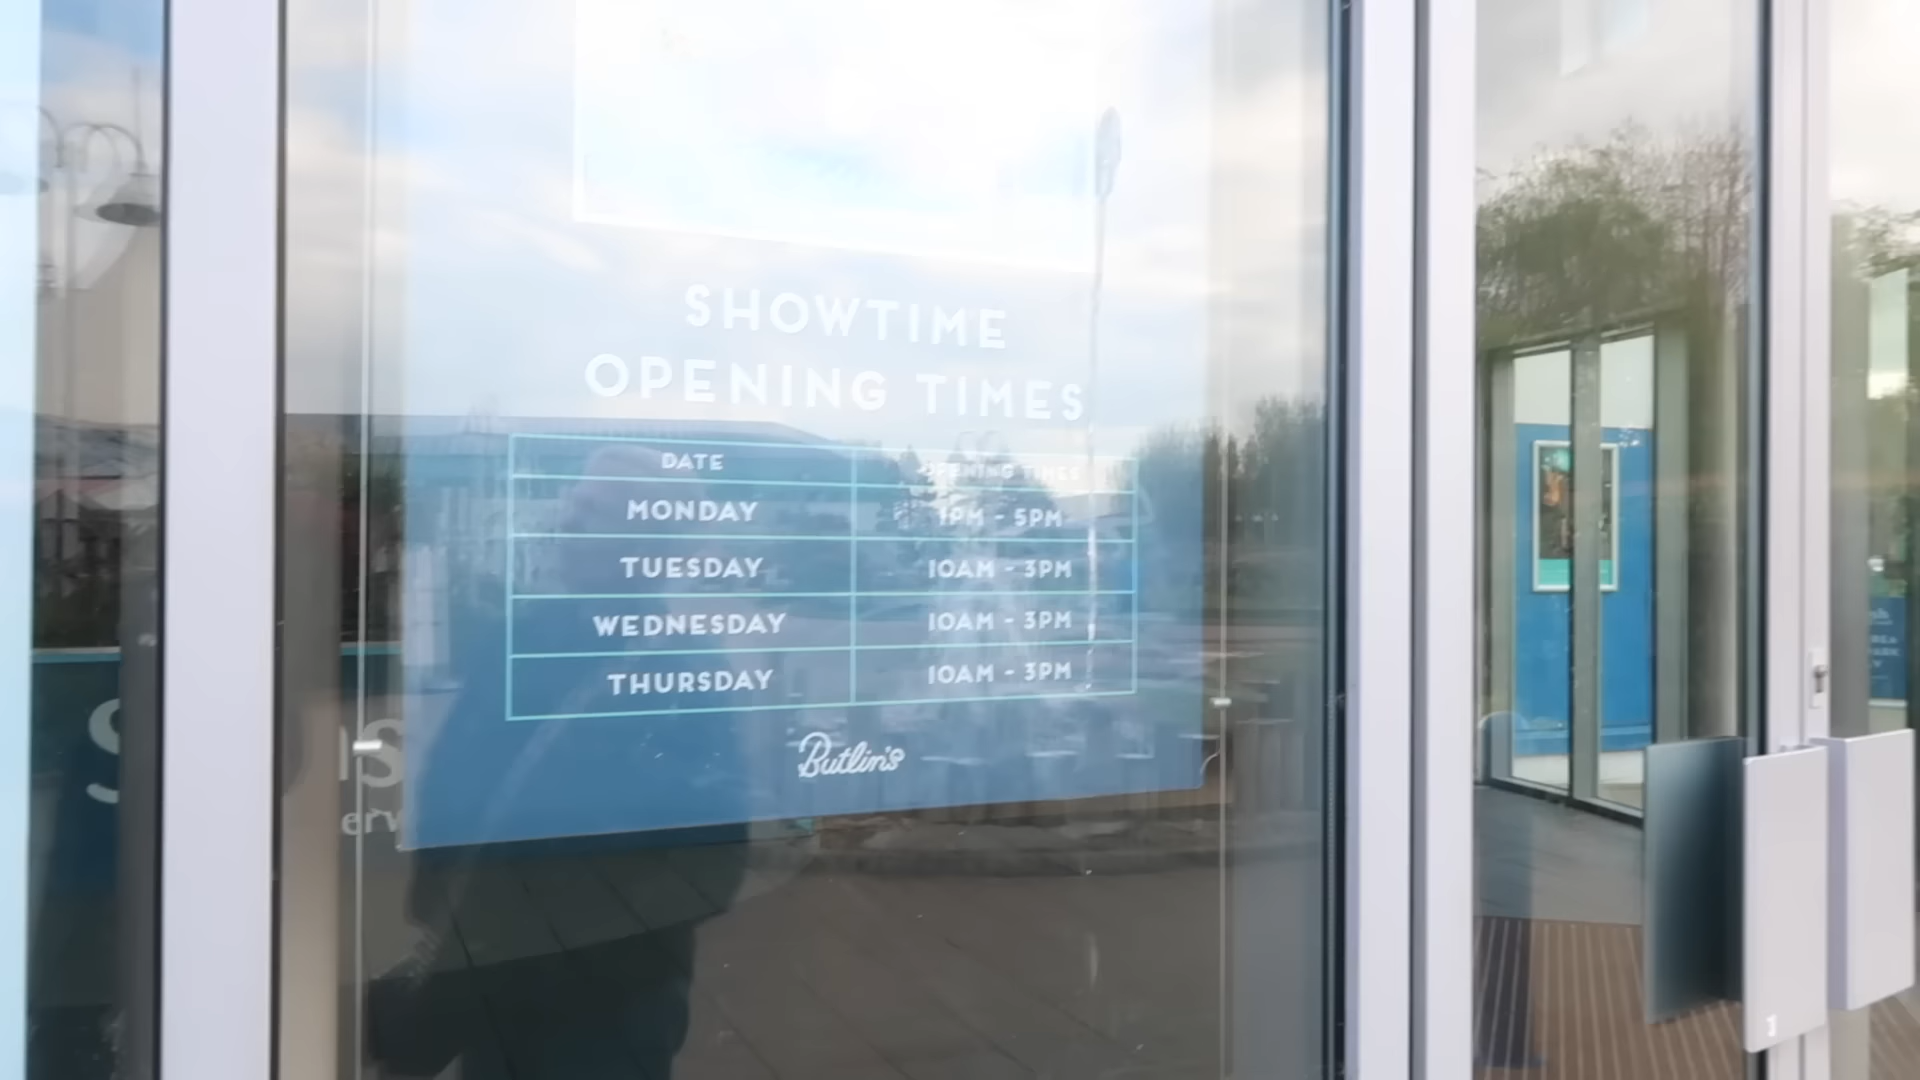 SHOWTIME
OPENING TIMES
DATE OPENING TIMES
MONDAY 1PM - 5PM
TUESDAY 10AM - 3PM
WEDNESDAY 10AM - 3PM
THURSDAY 10AM - 3PM
Butlin's